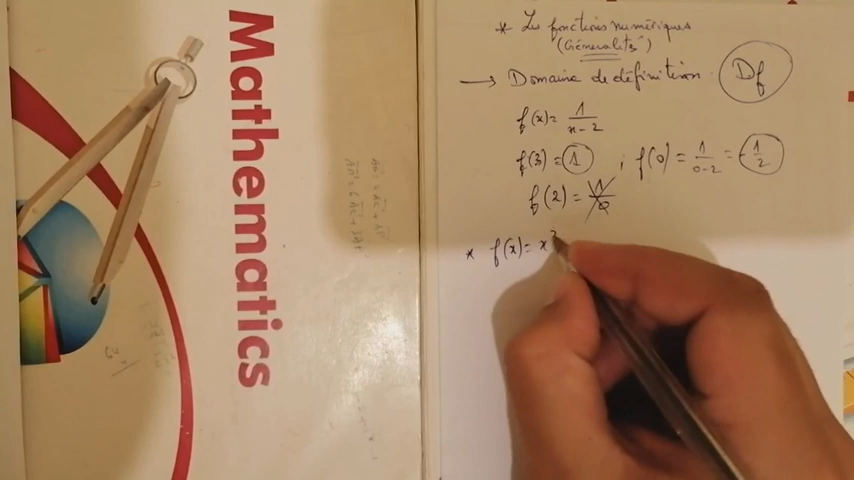 Mathematics
* Les fonctions numériques
(Généralités)
→ Domaine de définition : Df
f(x) = 1/x-2
f(3) = 1 ; f(0) = 1/0-2 = -1/2
f(2) = 1/0
* f(x) = x